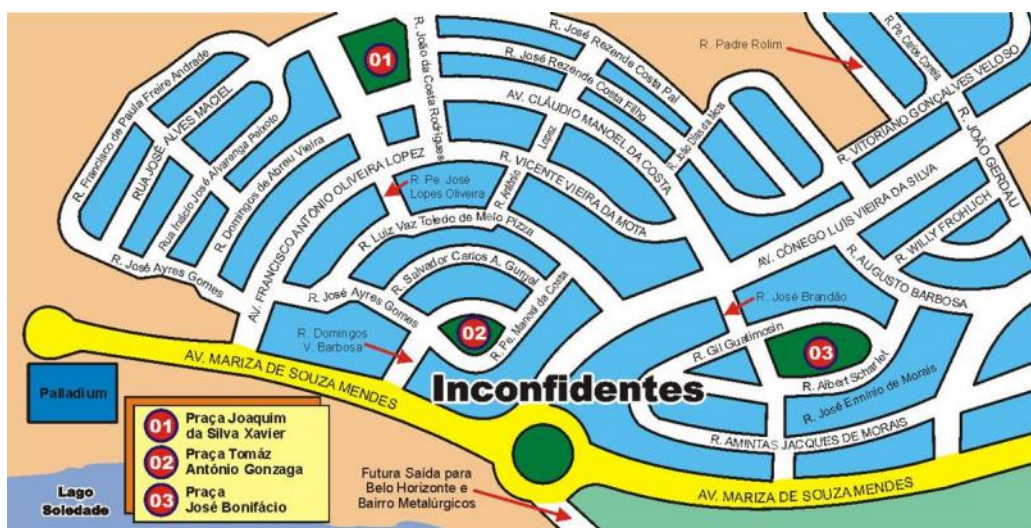 R. Francisco de Paula Freire Andrade
RUA JOSÉ ALVES MACIEL
Rua Inácio José Alvarenga Peixoto
R. Domingos de Abreu Vieira
R. José Ayres Gomes
AV. FRANCISCO ANTÔNIO OLIVEIRA LOPEZ
01
R. João da Costa Rodrigues
R. José Rezende Costa Pai
R. José Rezende Costa Filho
AV. CLÁUDIO MANOEL DA COSTA
R. João Dias da Mota
R. VICENTE VIEIRA DA MOTA
Lopez
R. Antônio
R. Pe. José
Lopes Oliveira
R. Luiz Vaz Toledo de Melo Pizza
R. Salvador Carlos A. Gurgel
R. José Ayres Gomes
R. Pe. Manoel da Costa
02
R. Domingos
V. Barbosa
R. Padre Rolim
R. Pe. Carlos Correia
R. VITORIANO GONÇALVES VELOSO
R. JOÃO GERDAU
AV. CÔNEGO LUÍS VIEIRA DA SILVA
R. WILLY FROHLICH
R. AUGUSTO BARBOSA
R. José Brandão
R. Gil Guatimosin
03
R. Albert Scharlet
R. José Ermínio de Morais
R. AMINTAS JACQUES DE MORAIS
AV. MARIZA DE SOUZA MENDES
Inconfidentes
AV. MARIZA DE SOUZA MENDES
Palladium
01 Praça Joaquim
da Silva Xavier
02 Praça Tomáz
António Gonzaga
03 Praça
José Bonifácio
Lago
Soledade
Futura Saída para
Belo Horizonte e
Bairro Metalúrgicos